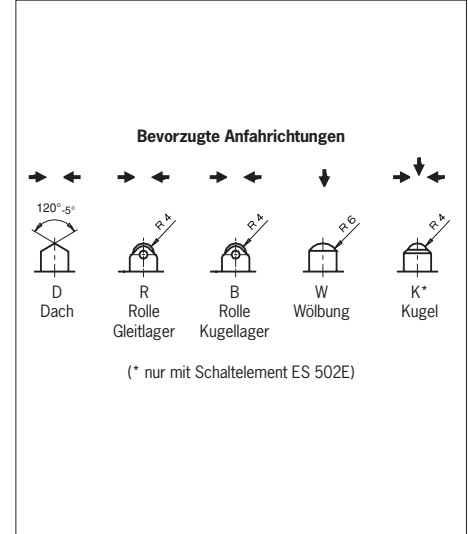 Bevorzugte Anfahrichtungen
120° -5°
R 4
R 4
R 6
R 4
D
Dach
R
Rolle
Gleitlager
B
Rolle
Kugellager
W
Wölbung
K*
Kugel
(* nur mit Schaltelement ES 502E)